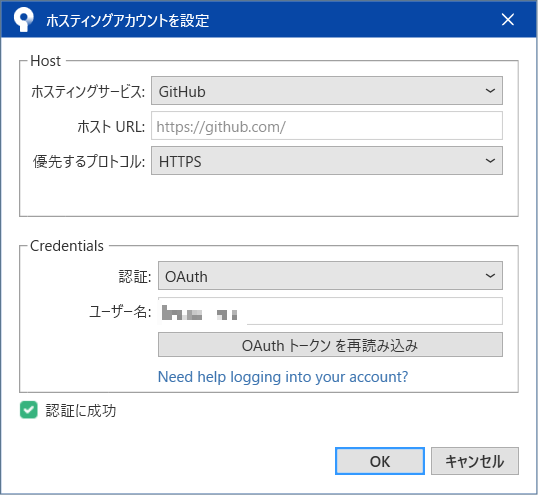 ホスティングアカウントを設定
Host
ホスティングサービス: GitHub
ホスト URL: https://github.com/
優先するプロトコル: HTTPS
Credentials
認証: OAuth
ユーザー名:
OAuth トークン を再読み込み
Need help logging into your account?
認証に成功
OK キャンセル